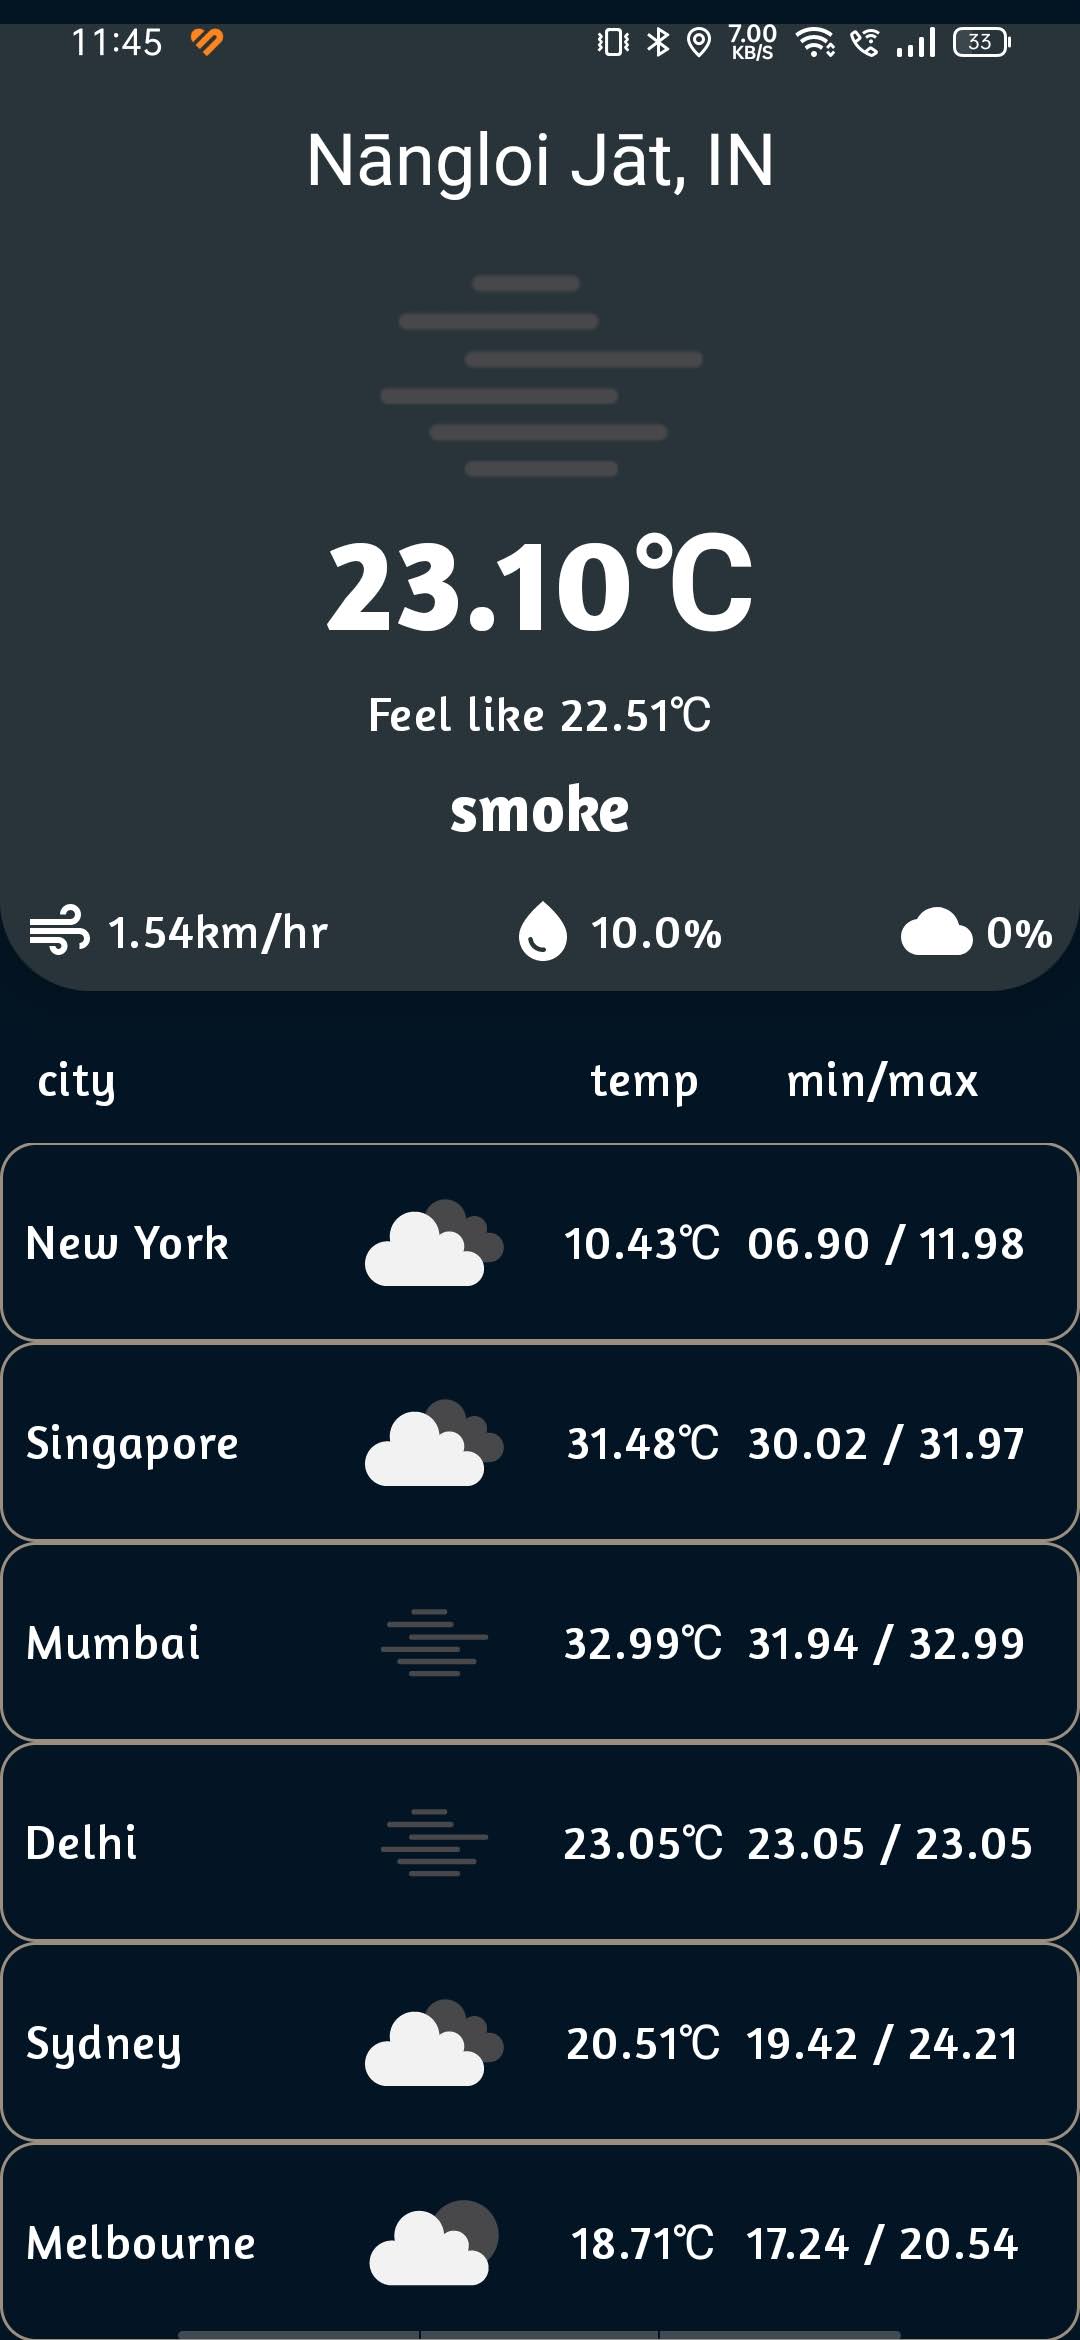 11:45 7.00 KB/S 33
Nāngloi Jāt, IN
23.10℃
Feel like 22.51℃
smoke
1.54km/hr 10.0% 0%
city temp min/max
New York 10.43℃ 06.90 / 11.98
Singapore 31.48℃ 30.02 / 31.97
Mumbai 32.99℃ 31.94 / 32.99
Delhi 23.05℃ 23.05 / 23.05
Sydney 20.51℃ 19.42 / 24.21
Melbourne 18.71℃ 17.24 / 20.54